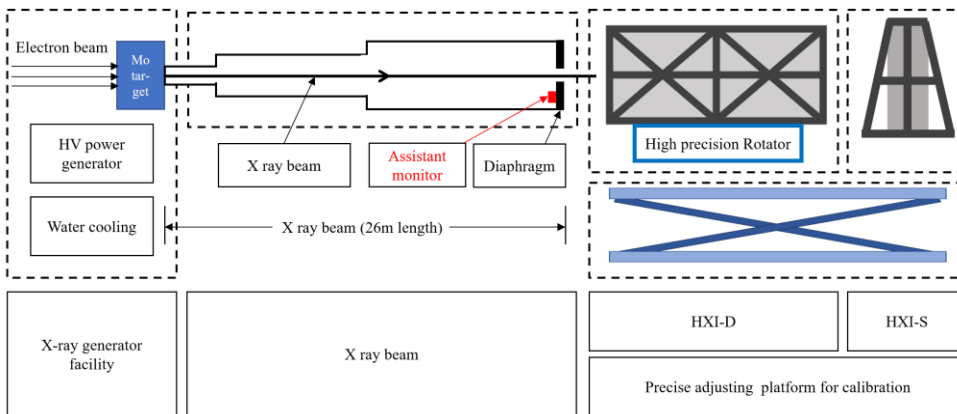 Electron beam
Mo
tar-
get
HV power
generator
Water cooling
X ray beam
Assistant
monitor
Diaphragm
High precision Rotator
X ray beam (26m length)
X-ray generator
facility
X ray beam
HXI-D
HXI-S
Precise adjusting platform for calibration